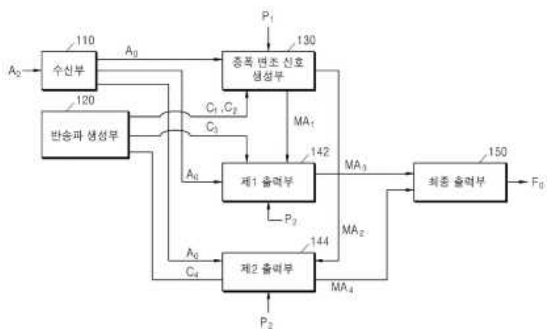 P₁
110
130
A₀
A₂
수신부
증폭 변조 신호
생성부
120
C₁ ,C₂
반송파 생성부
C₃
MA₁
142
150
제1 출력부
MA₃
최종 출력부
F₀
A₀
P₂
MA₂
144
A₀
제2 출력부
C₄
MA₄
P₂